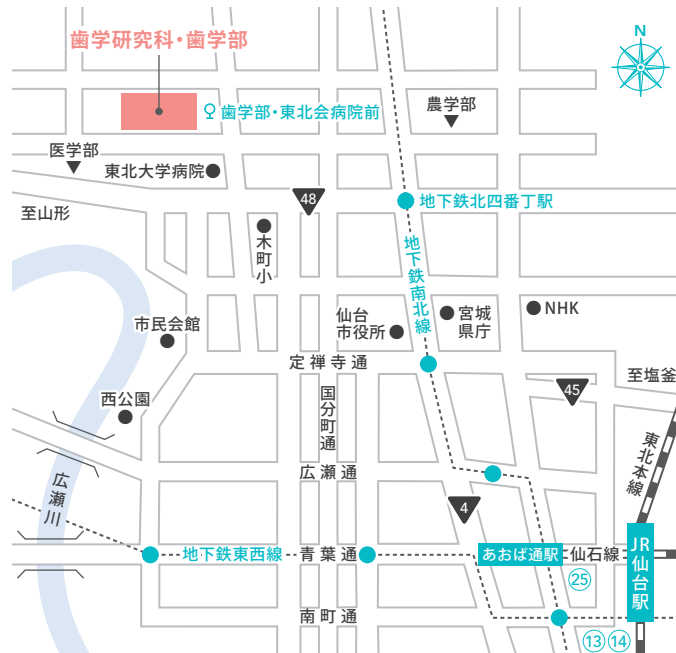 N
歯学研究科・歯学部
歯学部・東北会病院前
農学部
医学部
東北大学病院
48
地下鉄北四番丁駅
至山形
木町小
地下鉄南北線
市民会館
仙台
市役所
宮城
県庁
NHK
定禅寺通
至塩釜
45
西公園
国分町通
東北本線
広瀬通
広瀬川
4
地下鉄東西線
青葉通
あおば通駅
仙石線
JR仙台駅
25
南町通
13
14